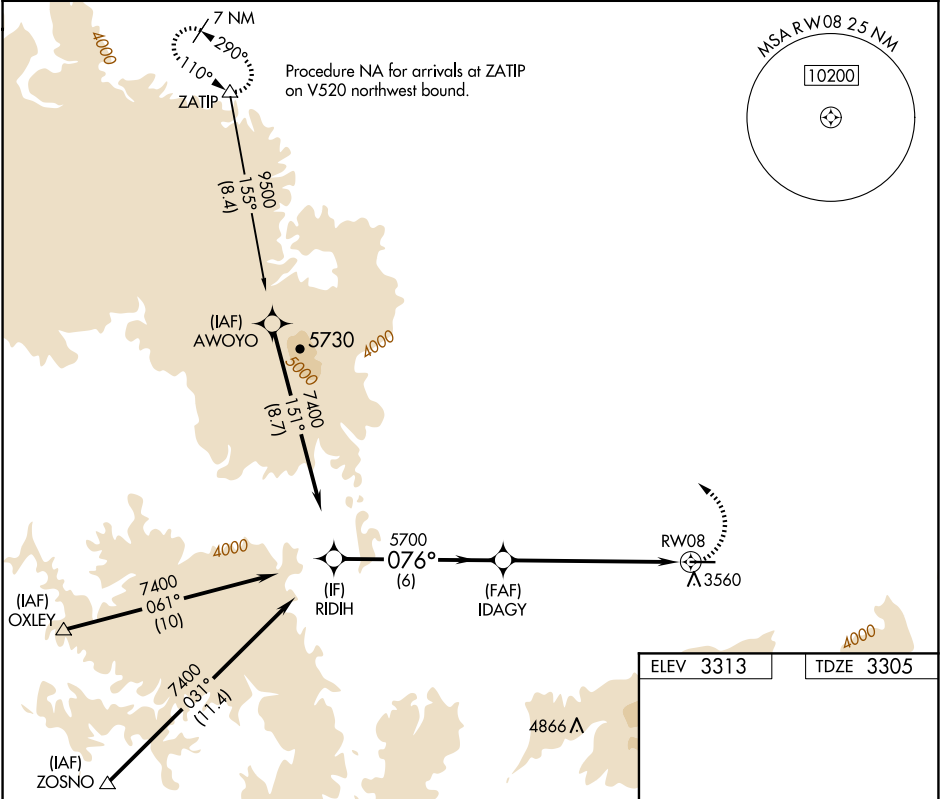 4000
7 NM
290°
110°
ZATIP
Procedure NA for arrivals at ZATIP
on V520 northwest bound.
MSA RW08 25 NM
10200
9500
155°
(8.4)
(IAF)
AWOYO
5730
5000
4000
7400
151°
(8.7)
4000
5700
076°
(6)
RW08
3560
(IF)
RIDIH
(FAF)
IDAGY
(IAF)
OXLEY
7400
061°
(10)
7400
031°
(11.4)
(IAF)
ZOSNO
4866
4000
ELEV 3313
TDZE 3305